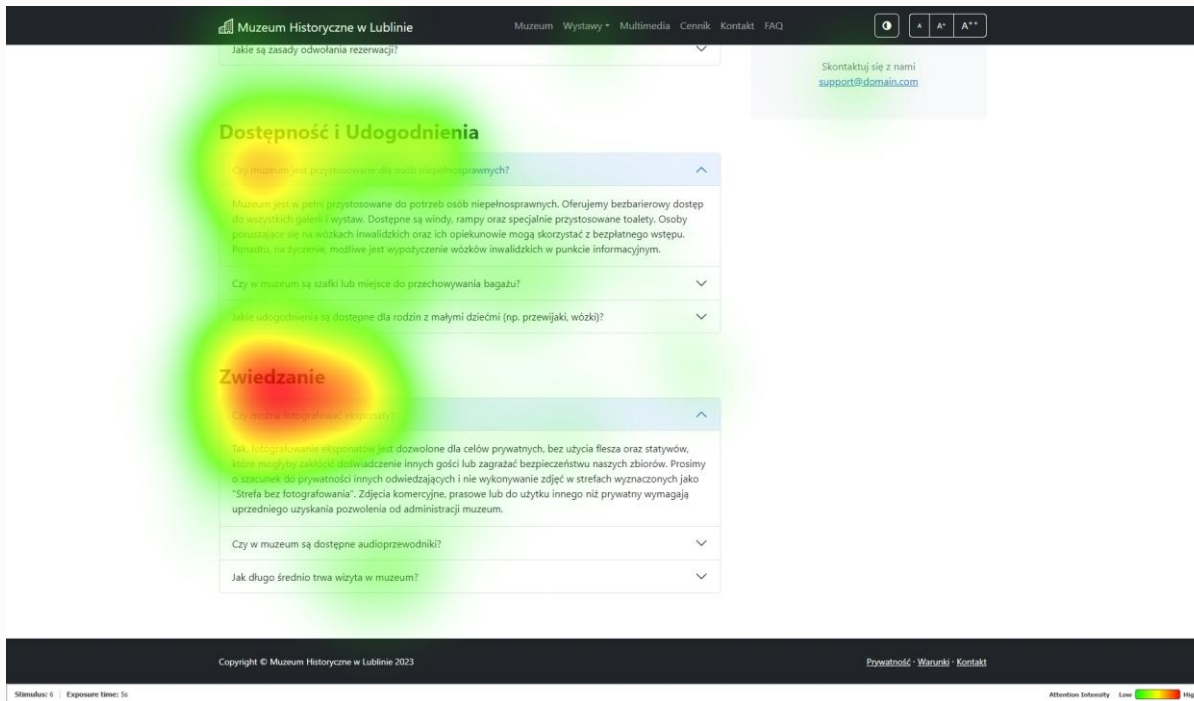 Muzeum Historyczne w Lublinie
Muzeum Wystawy Multimedia Cennik Kontakt FAQ
A A+ A++
Jakie są zasady odwołania rezerwacji?
Skontaktuj się z nami
support@domain.com
Dostępność i Udogodnienia
Czy muzeum jest przystosowane dla osób niepełnosprawnych?
Muzeum jest w pełni przystosowane do potrzeb osób niepełnosprawnych. Oferujemy bezbarierowy dostęp
do wszystkich galerii i wystaw. Dostępne są windy, rampy oraz specjalnie przystosowane toalety. Osoby
poruszające się na wózkach inwalidzkich oraz ich opiekunowie mogą skorzystać z bezpłatnego wstępu.
Ponadto, na życzenie, możliwe jest wypożyczenie wózków inwalidzkich w punkcie informacyjnym.
Czy w muzeum są szafki lub miejsce do przechowywania bagażu?
Jakie udogodnienia są dostępne dla rodzin z małymi dziećmi (np. przewijaki, wózki)?
Zwiedzanie
Czy można fotografować eksponaty?
Tak, fotografowanie eksponatów jest dozwolone dla celów prywatnych, bez użycia flesza oraz statywów,
które mogłyby zakłócić doświadczenie innych gości lub zagrażać bezpieczeństwu naszych zbiorów. Prosimy
o szacunek do prywatności innych odwiedzających i nie wykonywanie zdjęć w strefach wyznaczonych jako
"Strefa bez fotografowania". Zdjęcia komercyjne, prasowe lub do użytku innego niż prywatny wymagają
uprzedniego uzyskania pozwolenia od administracji muzeum.
Czy w muzeum są dostępne audioprzewodniki?
Jak długo średnio trwa wizyta w muzeum?
Copyright © Muzeum Historyczne w Lublinie 2023
Prywatność · Warunki · Kontakt
Stimulus: 6 | Exposure time: 5s
Attention Intensity Low Hig